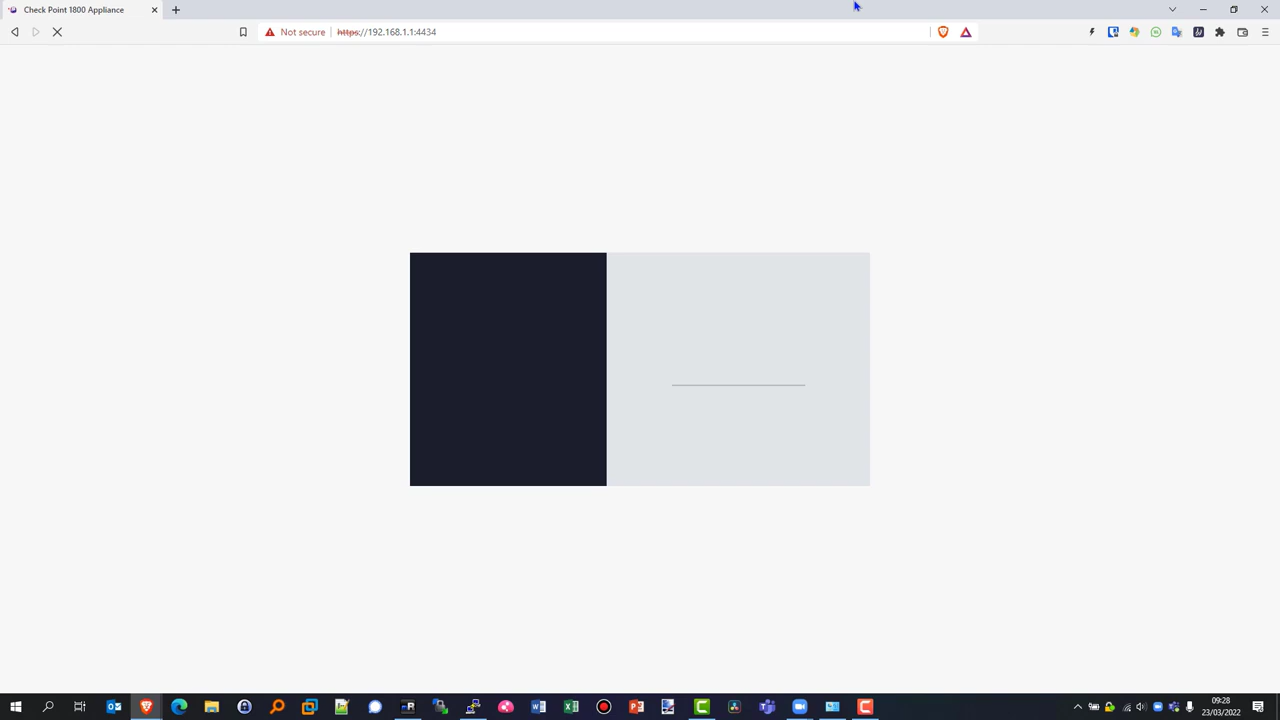 Check Point 1800 Appliance
Not secure https://192.168.1.1:4434
09:28
23/03/2022